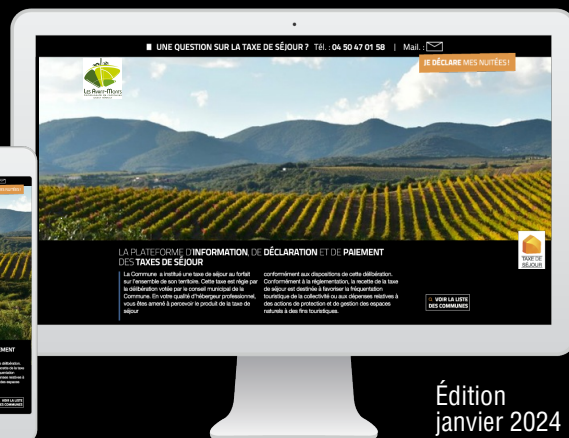 UNE QUESTION SUR LA TAXE DE SÉJOUR ? Tél. : 04 50 47 01 58 | Mail. :
JE DÉCLARE MES NUITÉES !
LES AVANT-MONTS
LA PLATEFORME D'INFORMATION, DE DÉCLARATION ET DE PAIEMENT
DES TAXES DE SÉJOUR
La Commune a institué une taxe de séjour au forfait
sur l'ensemble de son territoire. Cette taxe est régie par
la délibération votée par le conseil municipal de la
Commune. En votre qualité d'hébergeur professionnel,
vous êtes amené à percevoir le produit de la taxe de
séjour
conformément aux dispositions de cette délibération.
Conformément à la réglementation, la recette de la taxe
de séjour est destinée à favoriser la fréquentation
touristique de la collectivité ou aux dépenses relatives à
des actions de protection et de gestion des espaces
naturels à des fins touristiques.
TAXE DE
SÉJOUR
VOIR LA LISTE
DES COMMUNES
EMENT
VOIR LA LISTE
DES COMMUNES
Édition
janvier 2024